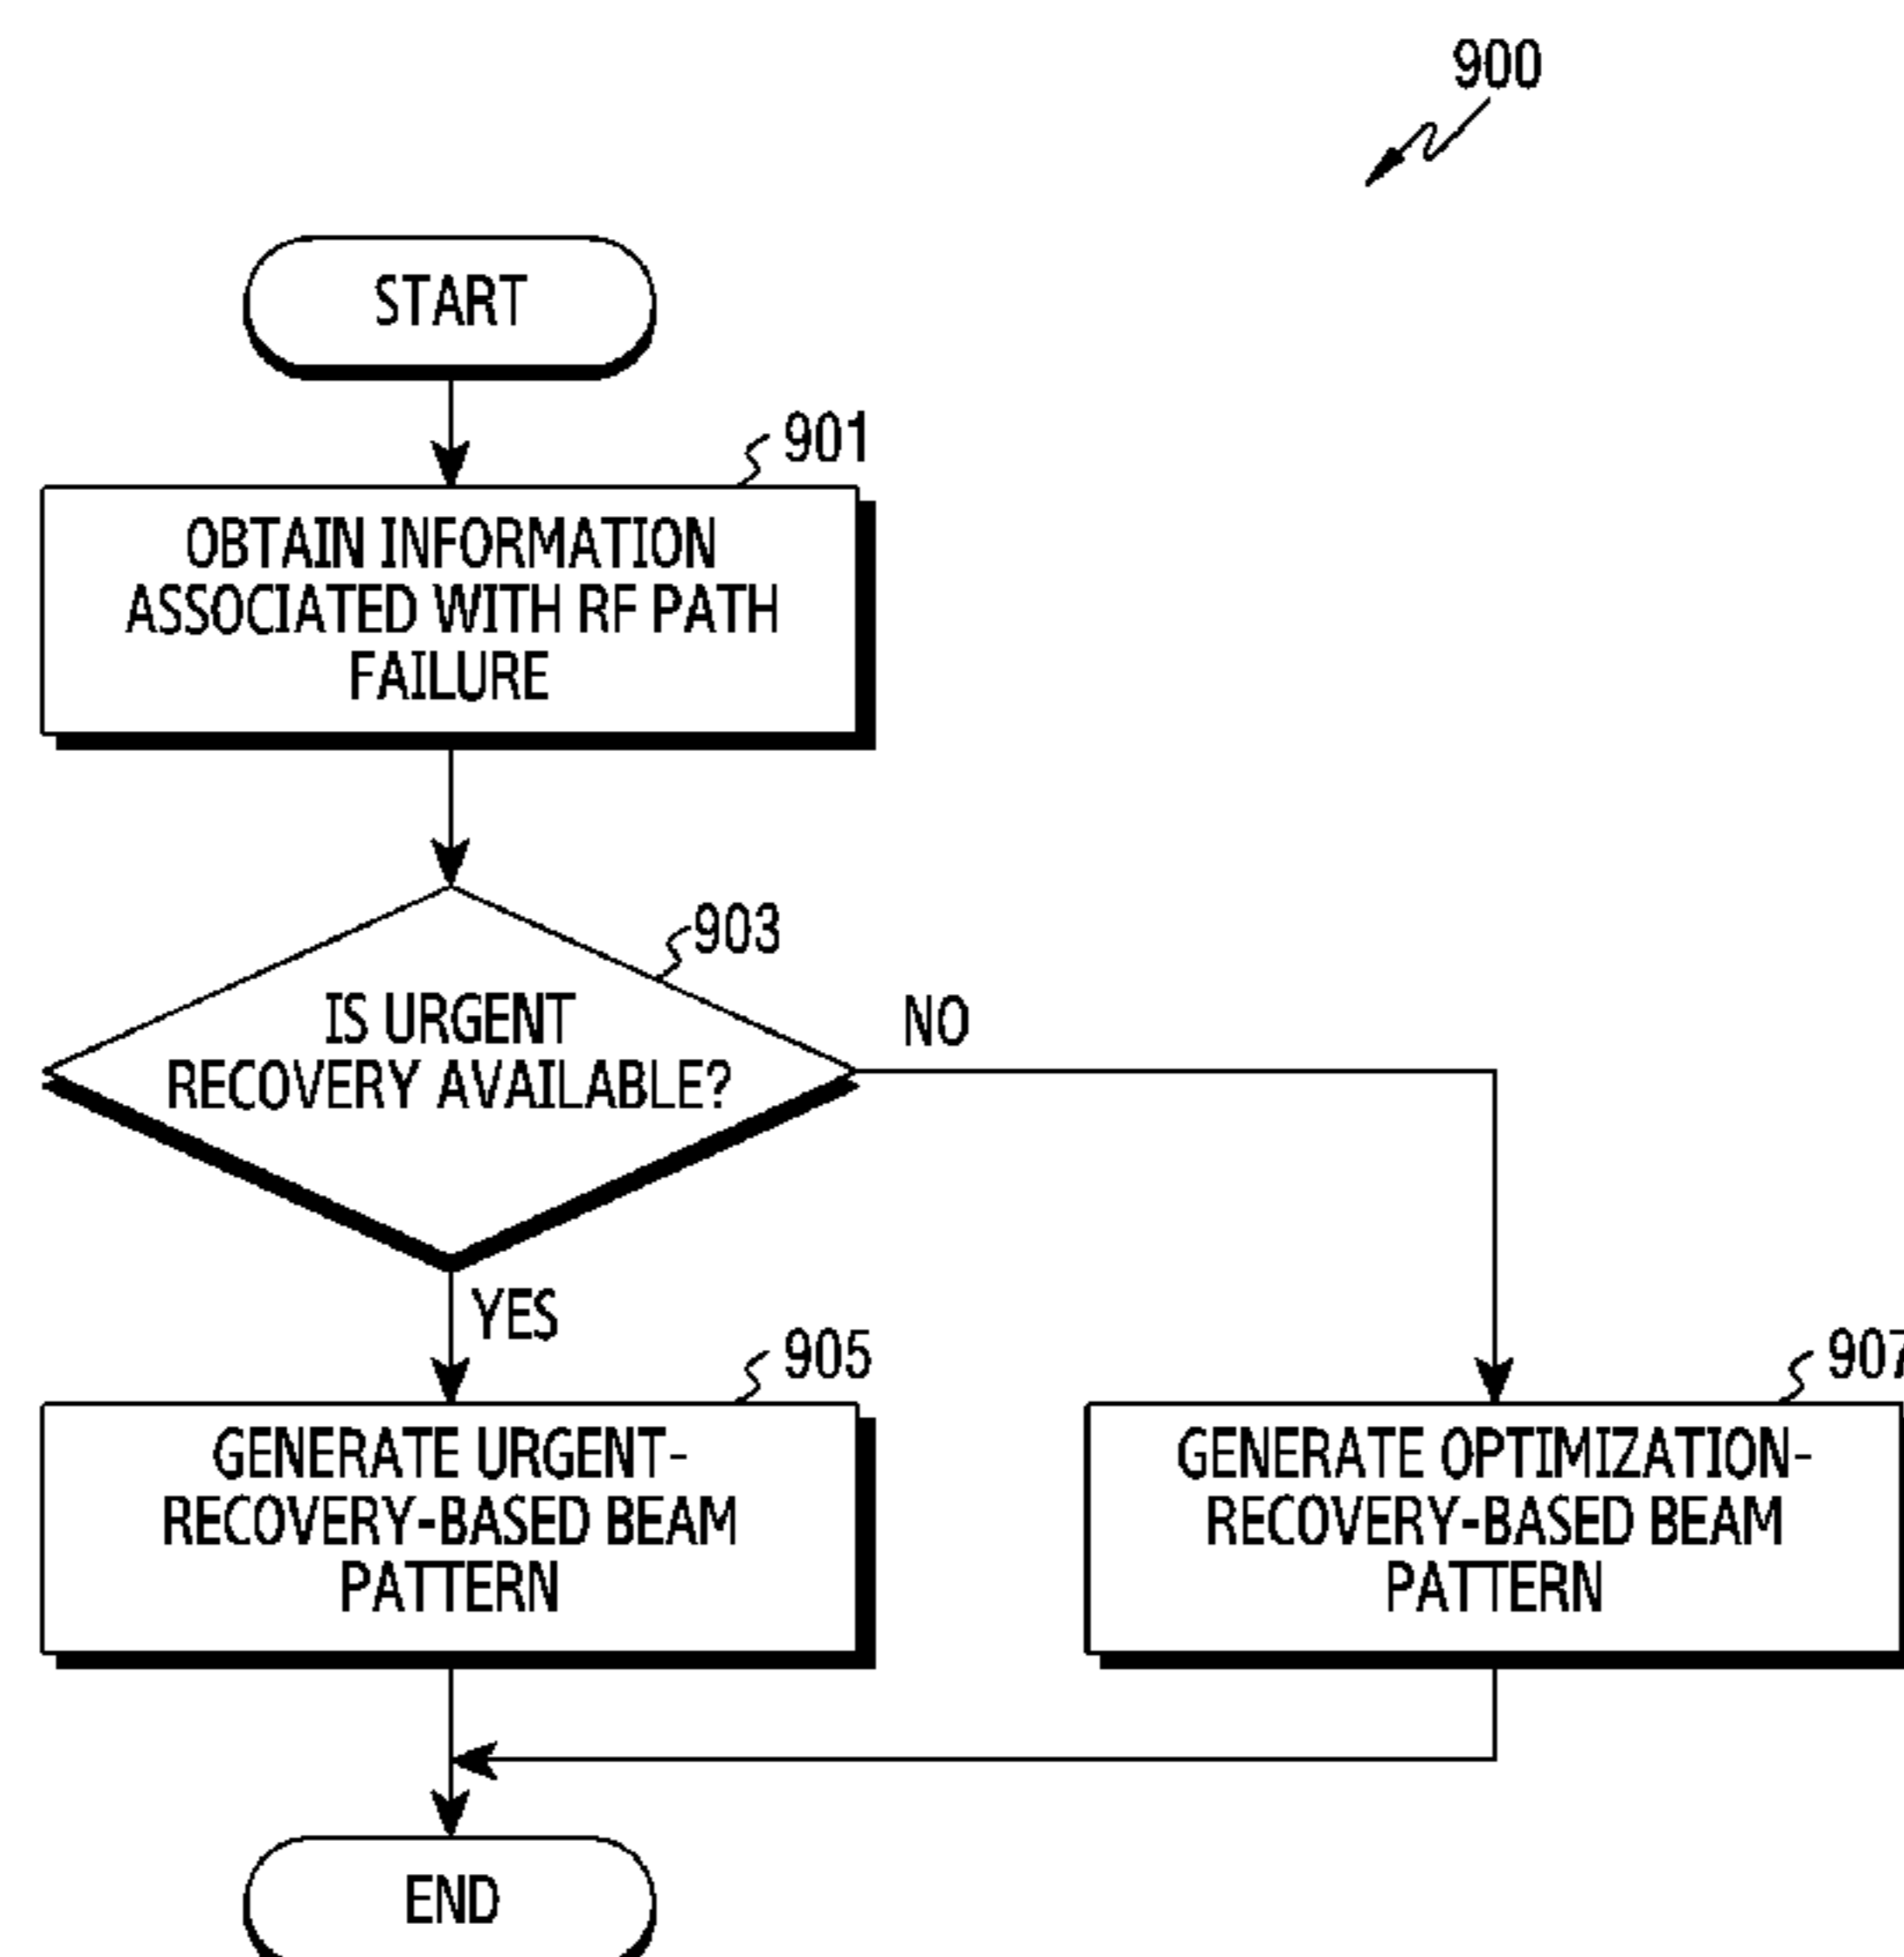 900
START
901
OBTAIN INFORMATION
ASSOCIATED WITH RF PATH
FAILURE
903
IS URGENT
RECOVERY AVAILABLE?
NO
YES
905
GENERATE URGENT-
RECOVERY-BASED BEAM
PATTERN
907
GENERATE OPTIMIZATION-
RECOVERY-BASED BEAM
PATTERN
END